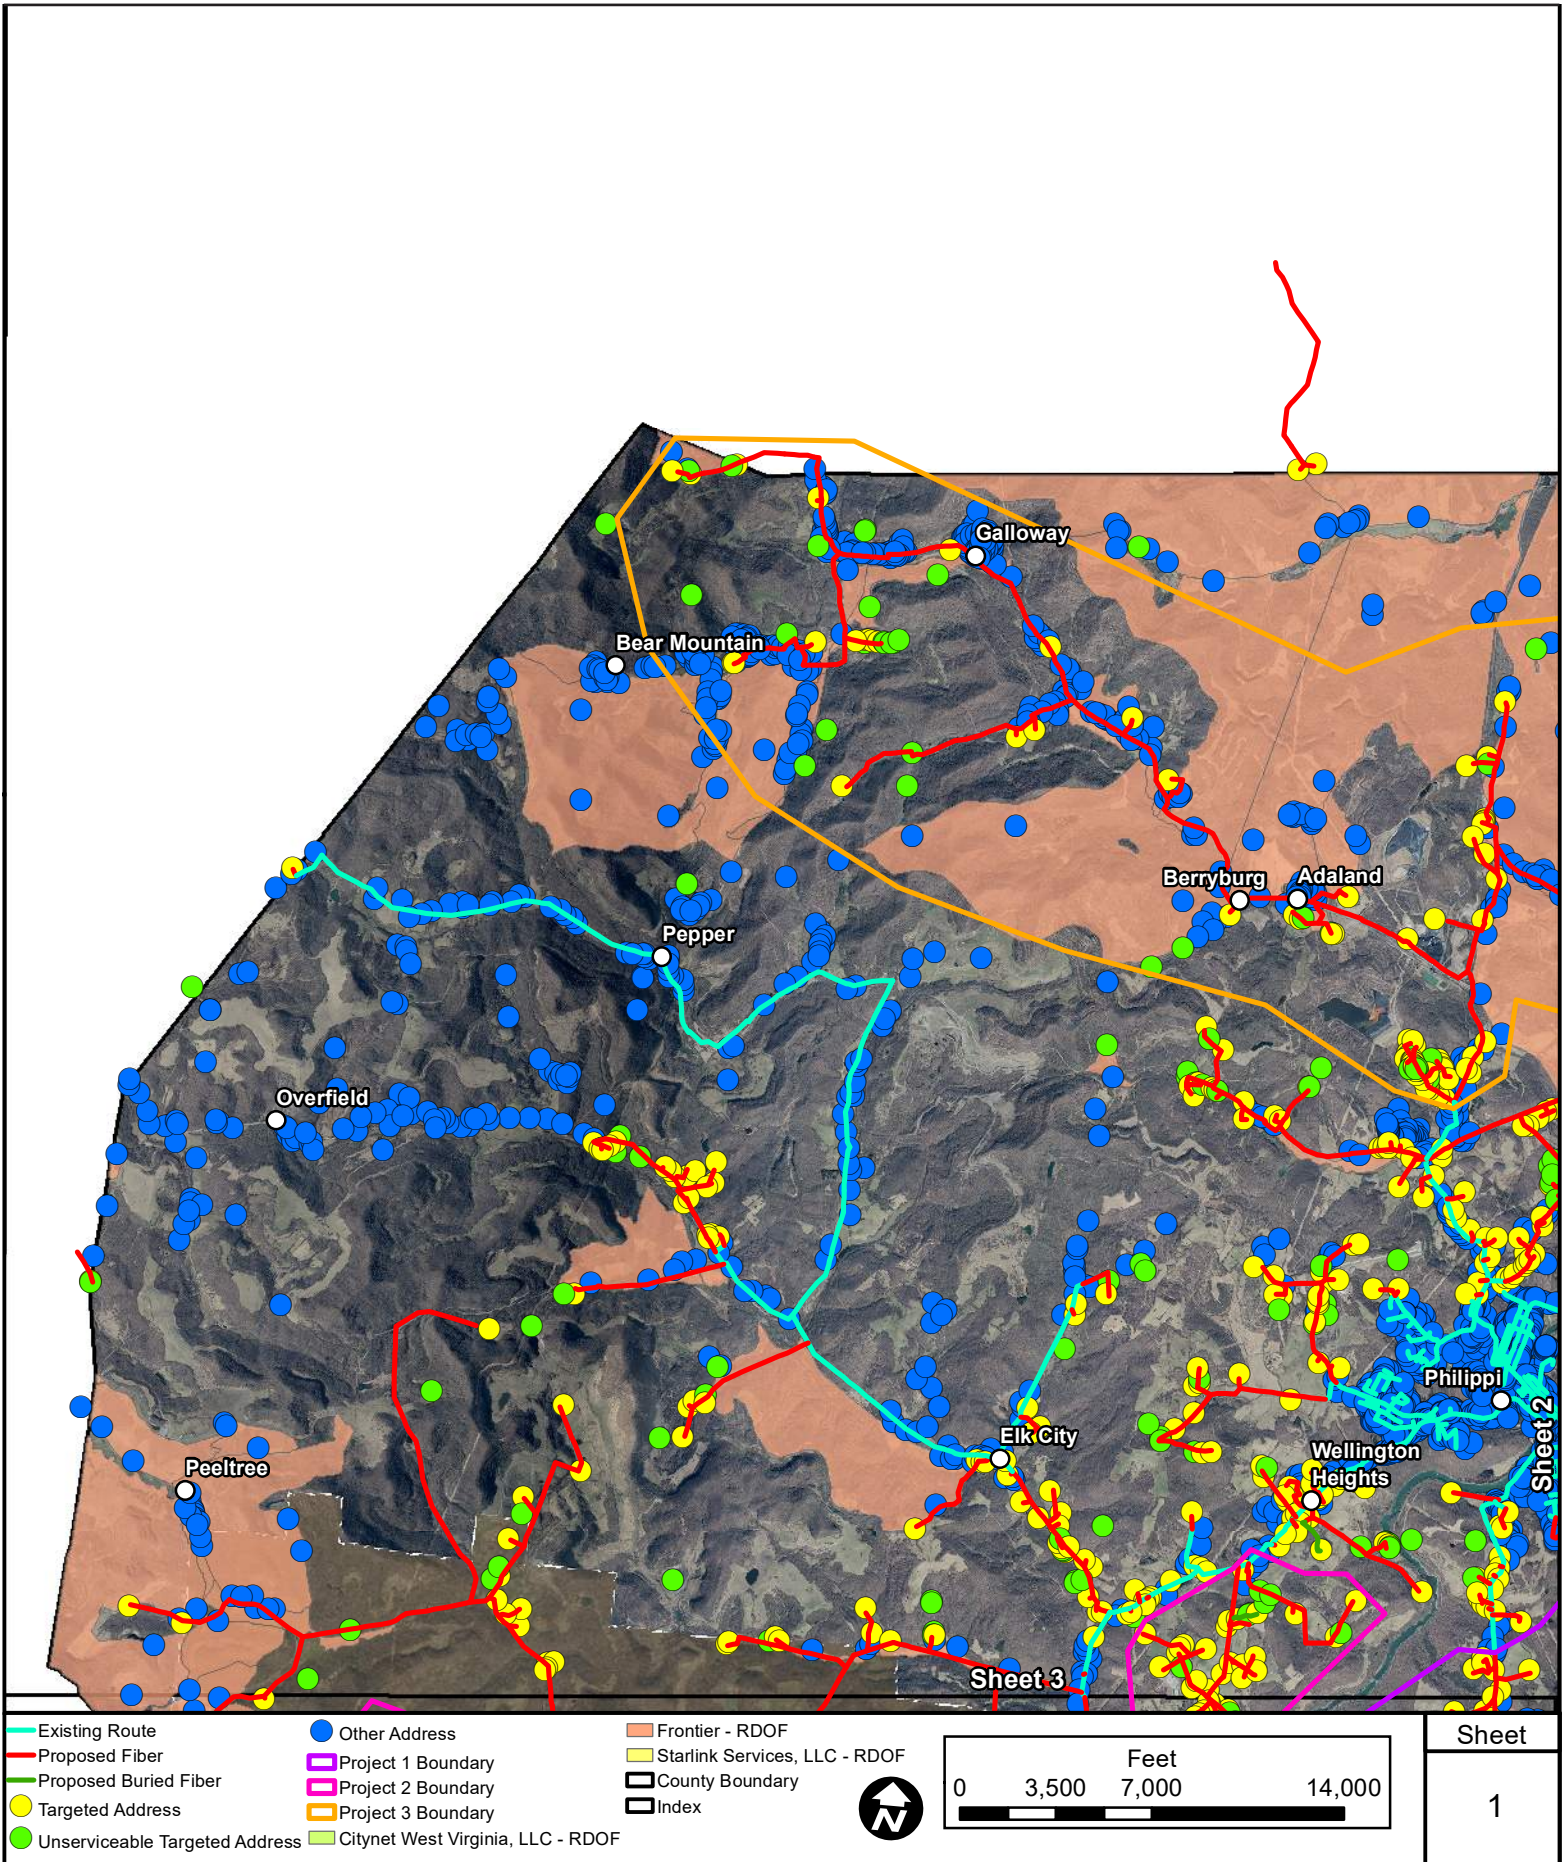 Galloway
Bear Mountain
Berryburg
Adaland
Pepper
Overfield
Philippi
Sheet 2
Elk City
Wellington
Heights
Peeltree
Sheet 3
Existing Route
Proposed Fiber
Proposed Buried Fiber
Targeted Address
Unserviceable Targeted Address
Other Address
Project 1 Boundary
Project 2 Boundary
Project 3 Boundary
Citynet West Virginia, LLC - RDOF
Frontier - RDOF
Starlink Services, LLC - RDOF
County Boundary
Index
N
Feet
0 3,500 7,000 14,000
Sheet
1